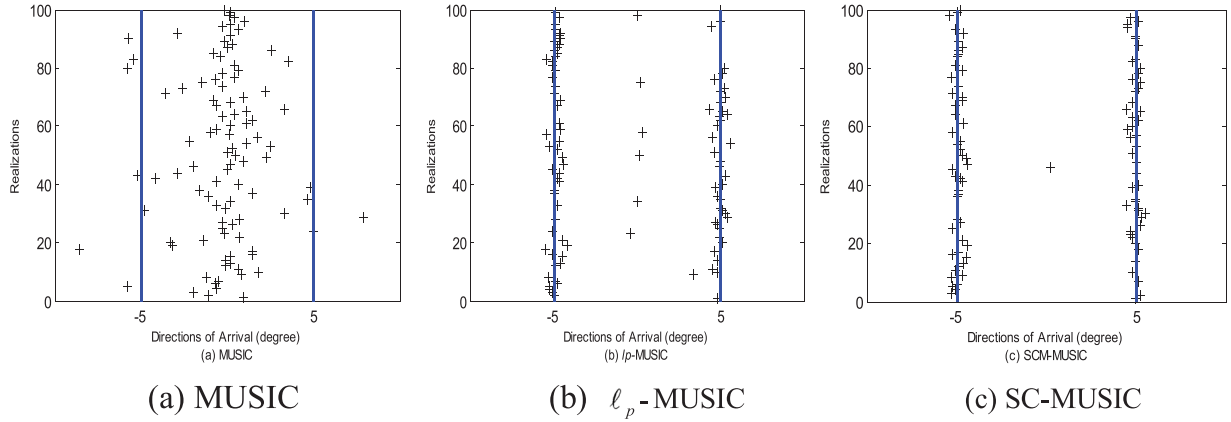 100
80
60
40
20
0
Realizations
-5
5
Directions of Arrival (degree)
(a) MUSIC
100
80
60
40
20
0
Realizations
-5
5
Directions of Arrival (degree)
(b) lp-MUSIC
100
80
60
40
20
0
Realizations
-5
5
Directions of Arrival (degree)
(c) SCM-MUSIC
(a) MUSIC
(b) ℓp-MUSIC
(c) SC-MUSIC